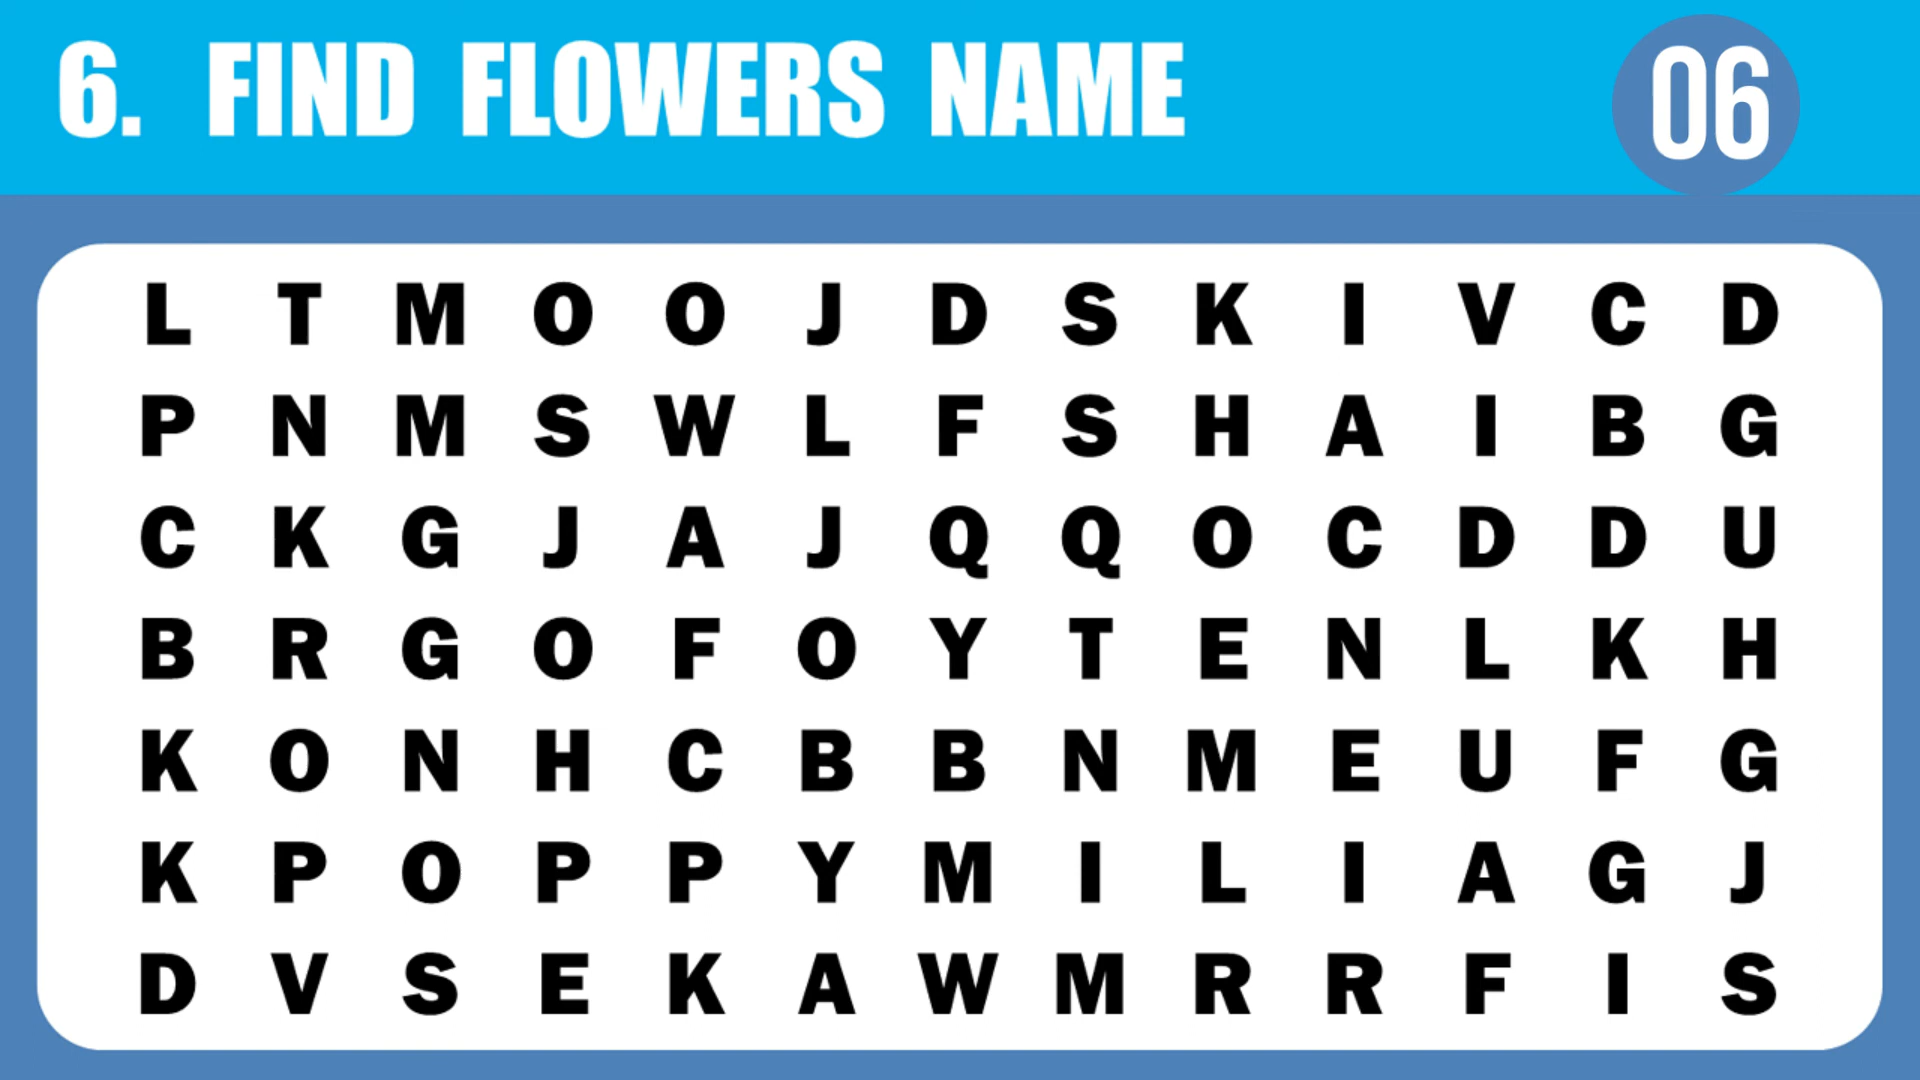 6. FIND FLOWERS NAME
06
L T M O O J D S K I V C D
P N M S W L F S H A I B G
C K G J A J Q Q O C D D U
B R G O F O Y T E N L K H
K O N H C B B N M E U F G
K P O P P Y M I L I A G J
D V S E K A W M R R F I S